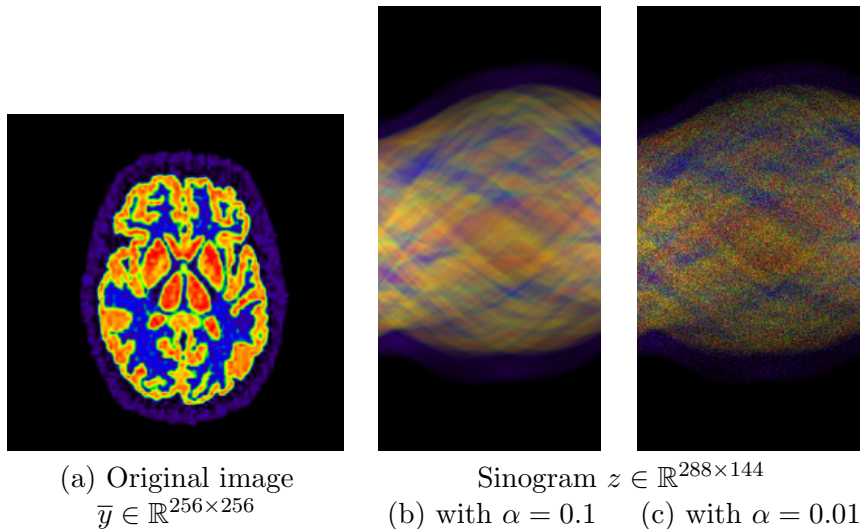 (a) Original image
y̅ ∈ ℝ^{256×256}
Sinogram z ∈ ℝ^{288×144}
(b) with α = 0.1
(c) with α = 0.01